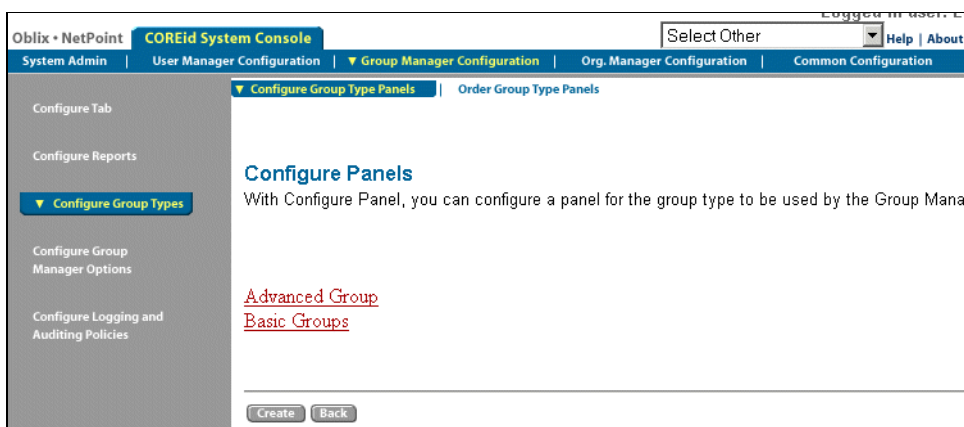 Logged in user: E
Oblix • NetPoint COREid System Console Select Other Help | About
System Admin | User Manager Configuration | ▼ Group Manager Configuration | Org. Manager Configuration | Common Configuration
▼ Configure Group Type Panels | Order Group Type Panels
Configure Tab
Configure Reports
▼ Configure Group Types
Configure Group
Manager Options
Configure Logging and
Auditing Policies
Configure Panels
With Configure Panel, you can configure a panel for the group type to be used by the Group Mana
Advanced Group
Basic Groups
Create Back